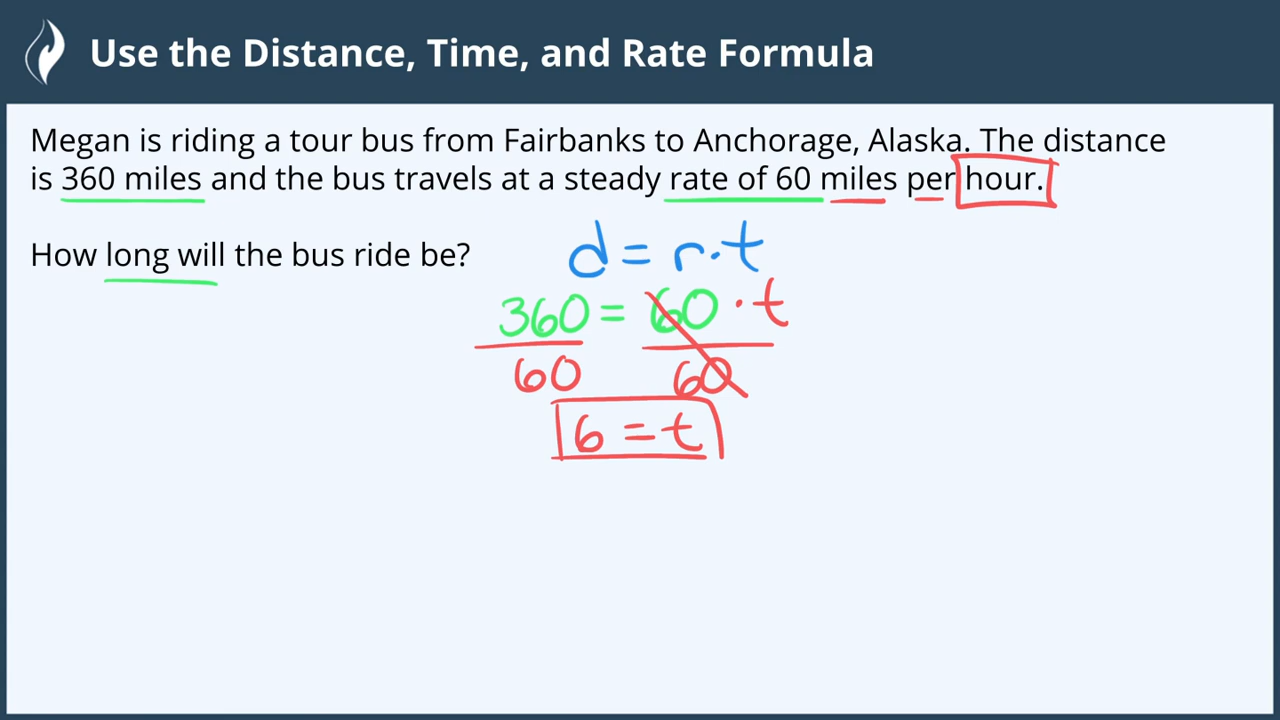 Use the Distance, Time, and Rate Formula
Megan is riding a tour bus from Fairbanks to Anchorage, Alaska. The distance
is 360 miles and the bus travels at a steady rate of 60 miles per hour.
How long will the bus ride be?
d = r · t
360 = 60 · t
60 60
6 = t